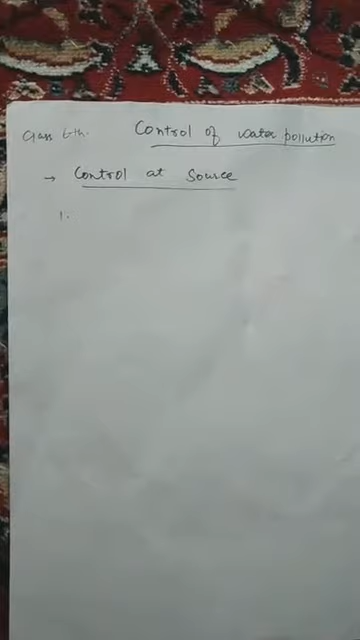 Class 6th. Control of water pollution
→ Control at Source
1.